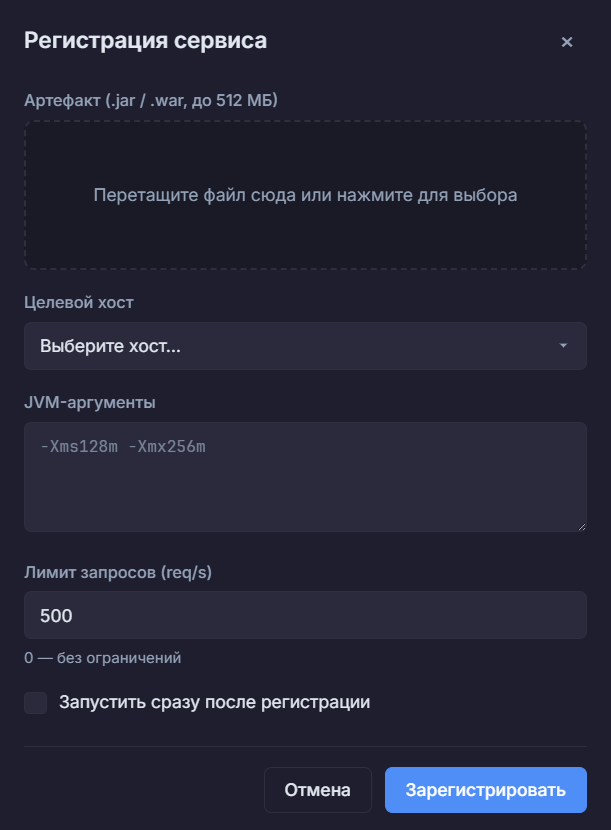 Регистрация сервиса
×
Артефакт (.jar / .war, до 512 МБ)
Перетащите файл сюда или нажмите для выбора
Целевой хост
Выберите хост...
JVM-аргументы
-Xms128m -Xmx256m
Лимит запросов (req/s)
500
0 — без ограничений
Запустить сразу после регистрации
Отмена
Зарегистрировать